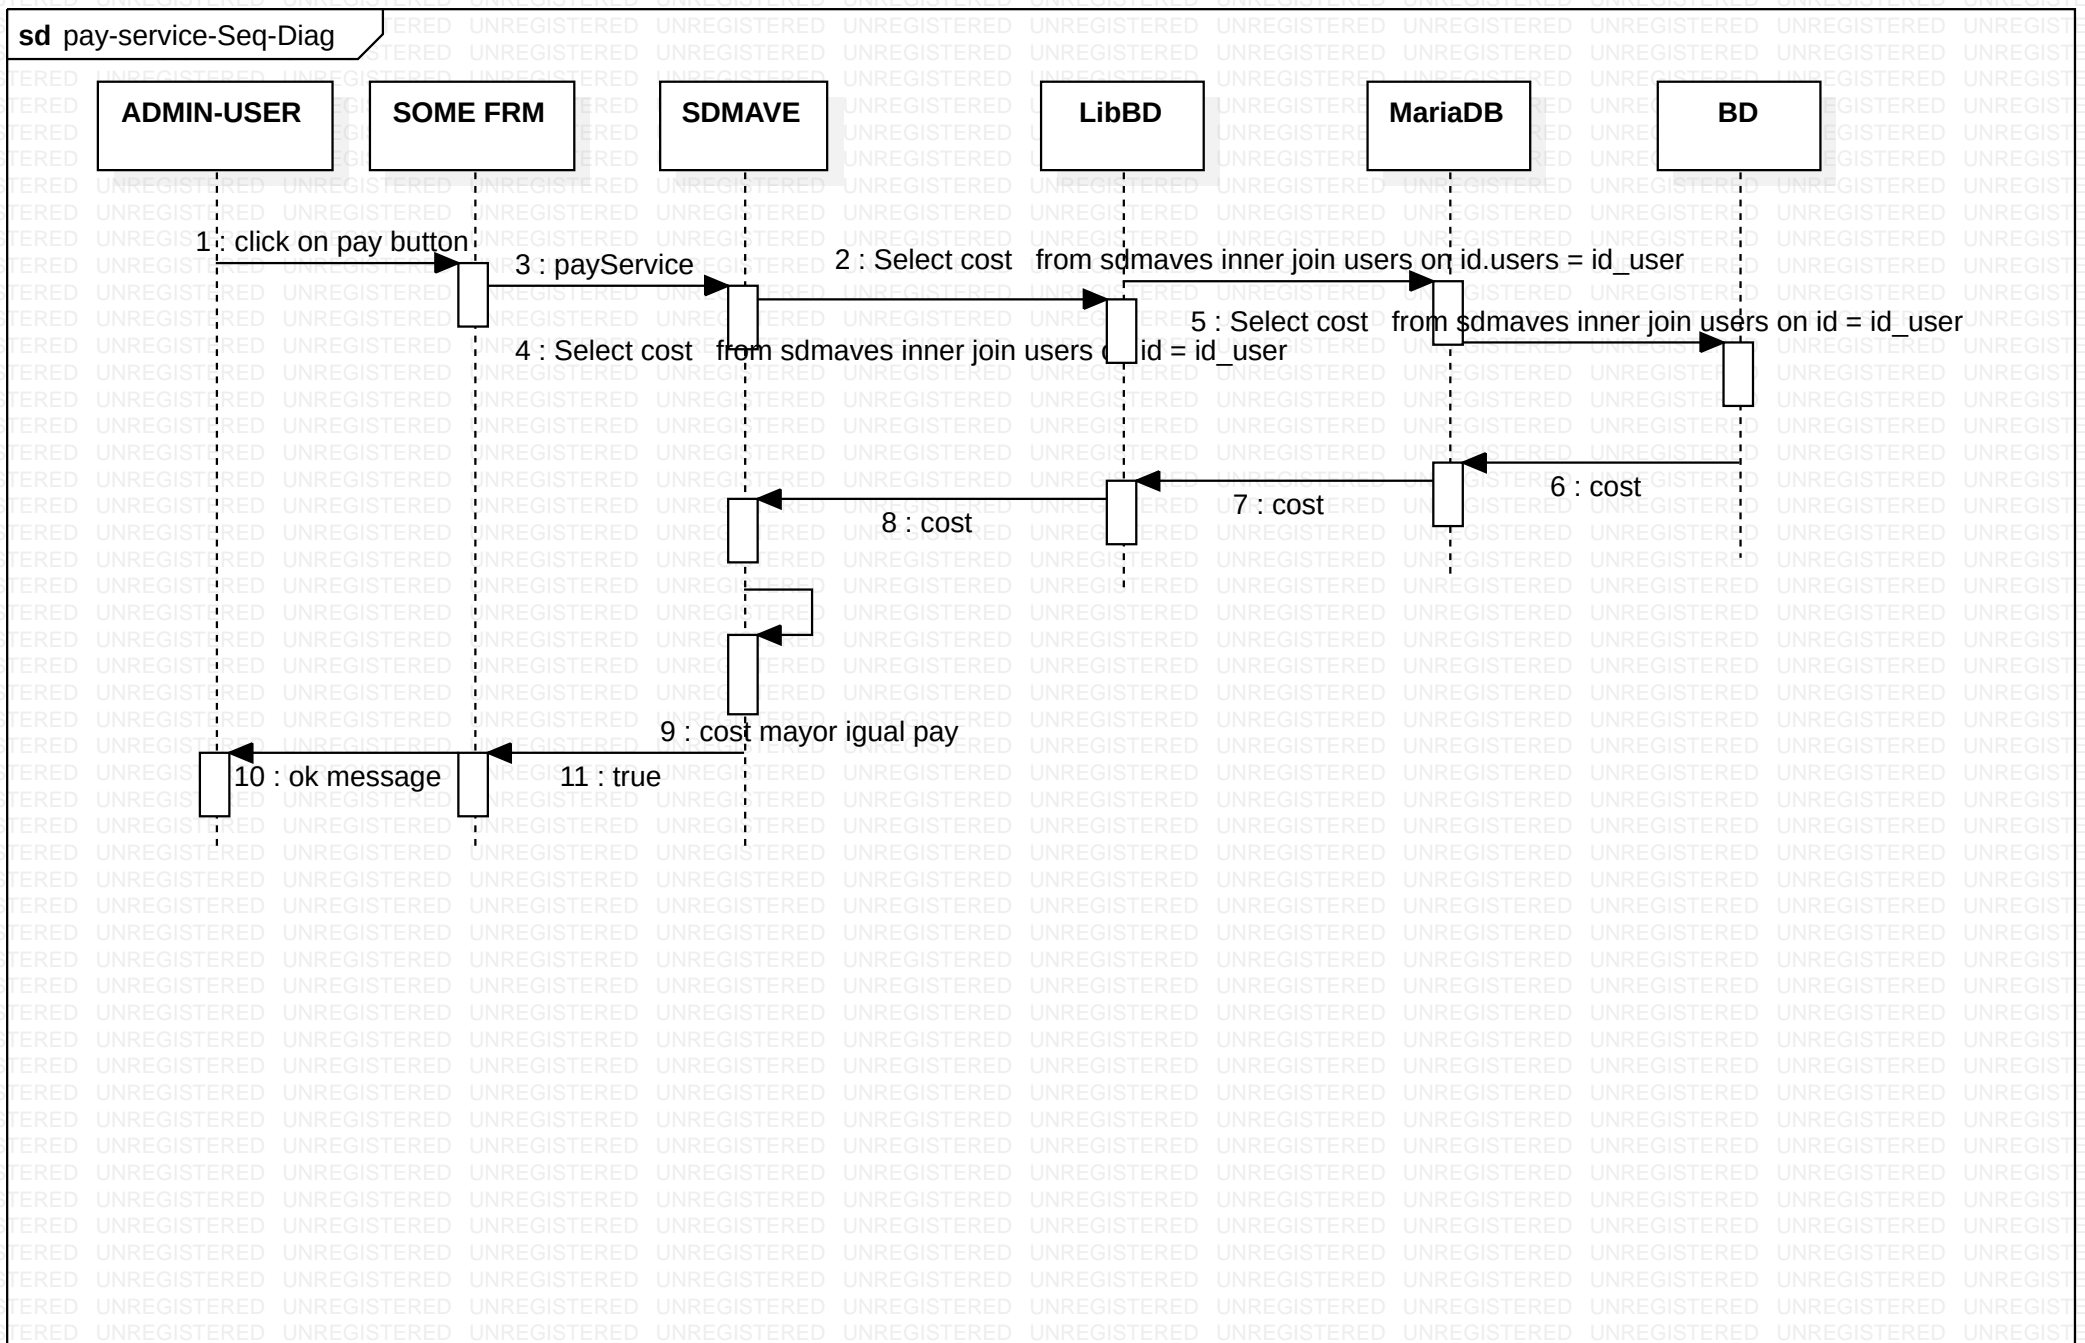 sd pay-service-Seq-Diag
ADMIN-USER
SOME FRM
SDMAVE
LibBD
MariaDB
BD
1 : click on pay button
3 : payService
2 : Select cost   from sdmaves inner join users on id.users = id_user
5 : Select cost   from sdmaves inner join users on id = id_user
4 : Select cost   from sdmaves inner join users on id = id_user
6 : cost
7 : cost
8 : cost
9 : cost mayor igual pay
10 : ok message
11 : true
UNREGISTERED